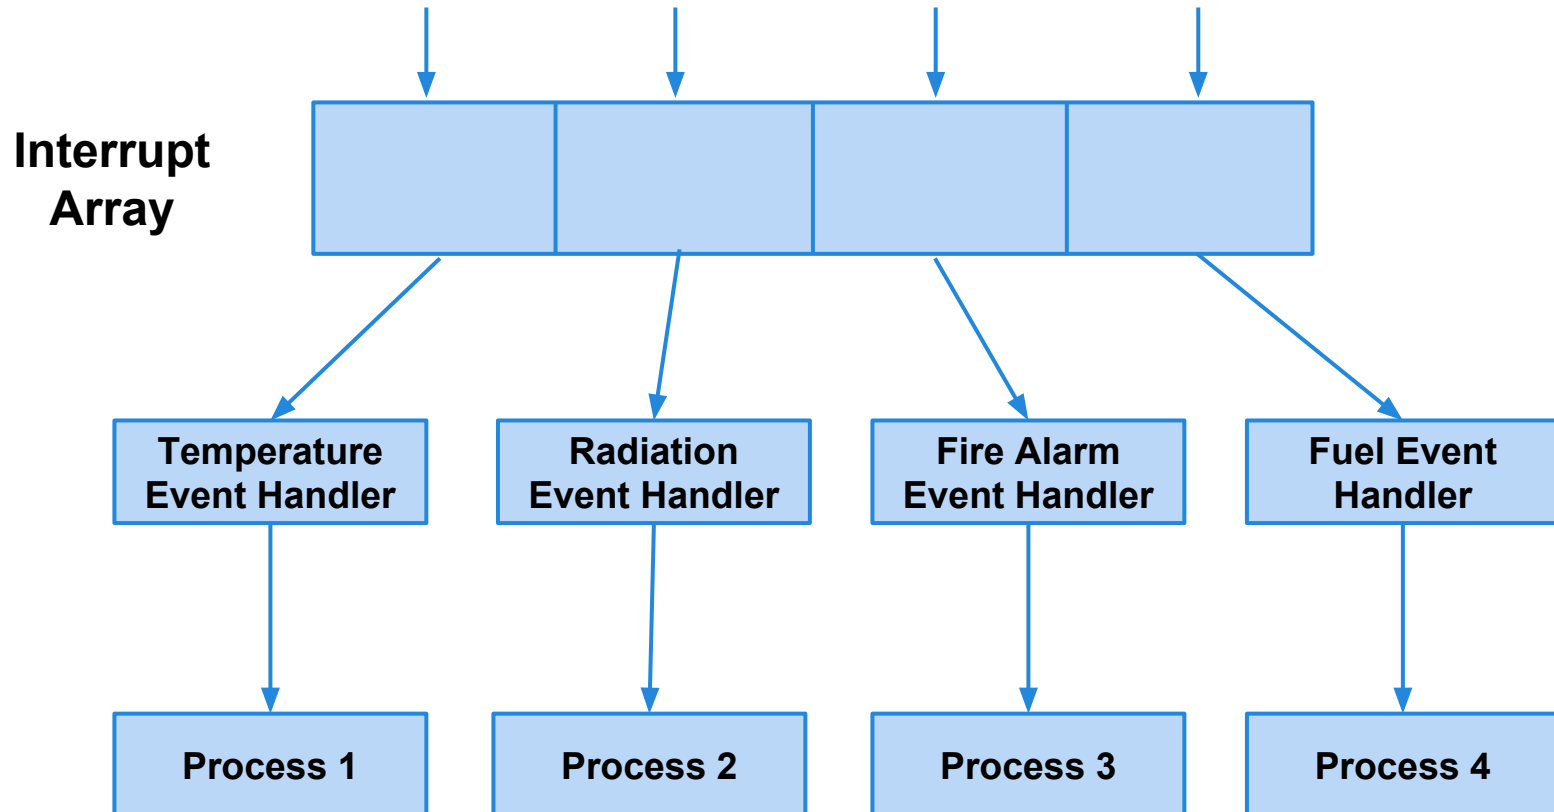 Interrupt
Array
Temperature
Event Handler
Radiation
Event Handler
Fire Alarm
Event Handler
Fuel Event
Handler
Process 1
Process 2
Process 3
Process 4